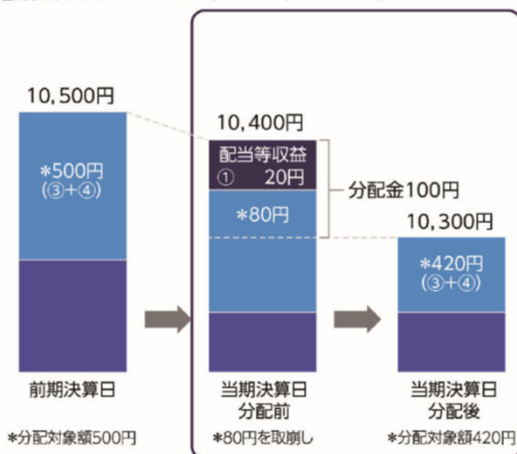 10,500円
*500円
(③+④)
前期決算日
*分配対象額500円
10,400円
配当等収益
① 20円
*80円
分配金100円
当期決算日
分配前
*80円を取崩し
10,300円
*420円
(③+④)
当期決算日
分配後
*分配対象額420円